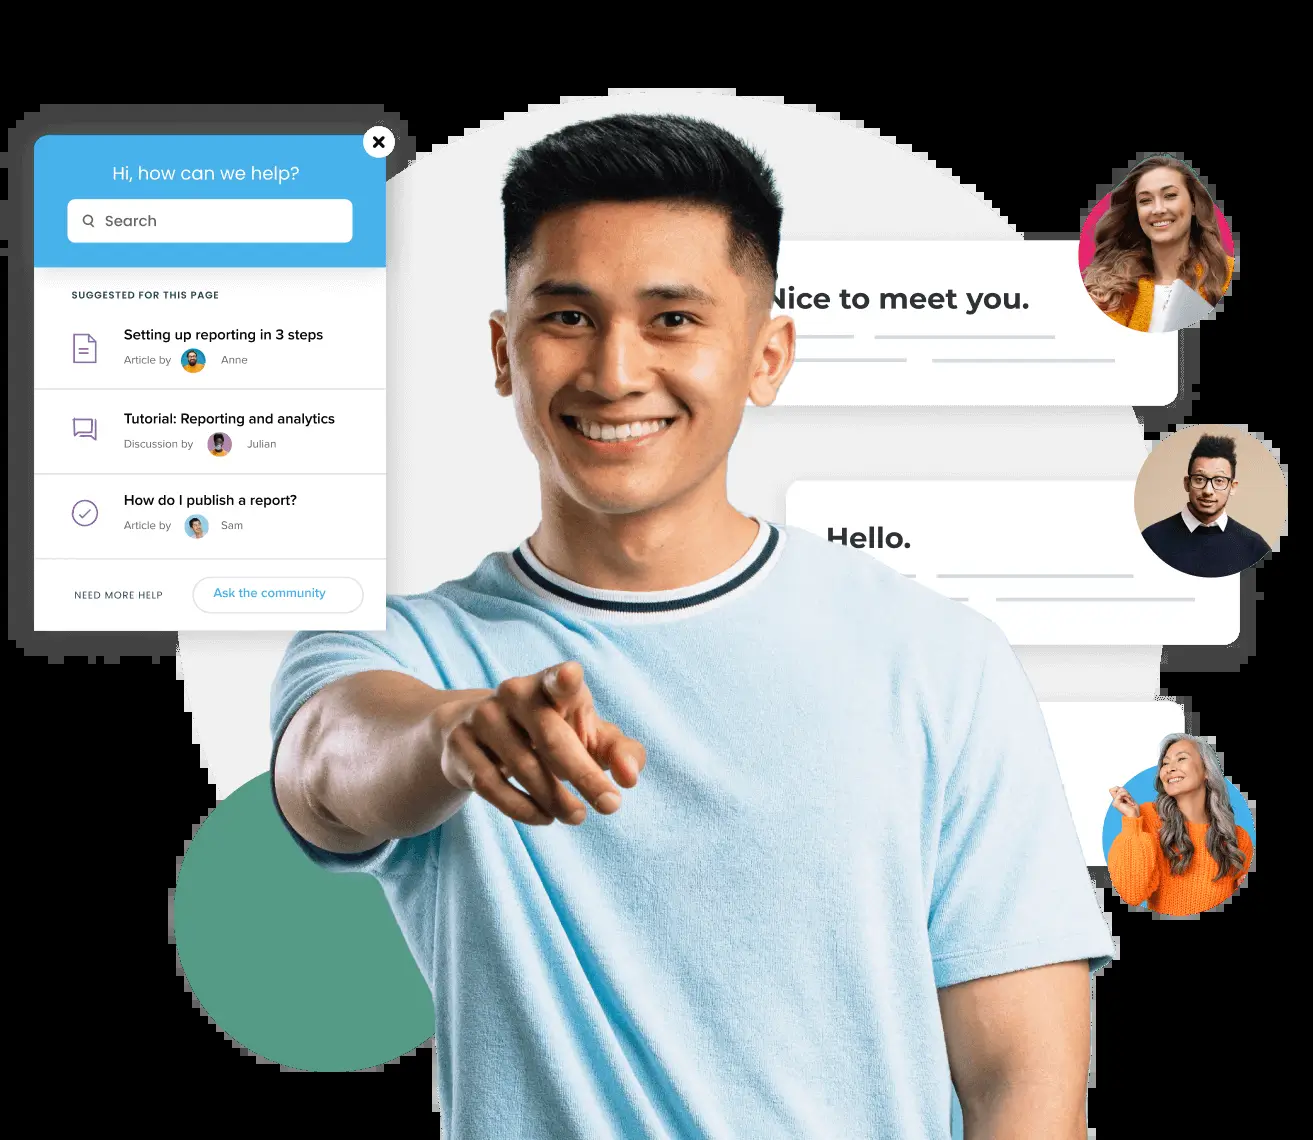 Hi, how can we help?
Search
SUGGESTED FOR THIS PAGE
Setting up reporting in 3 steps
Article by Anne
Tutorial: Reporting and analytics
Discussion by Julian
How do I publish a report?
Article by Sam
NEED MORE HELP
Ask the community
Nice to meet you.
Hello.